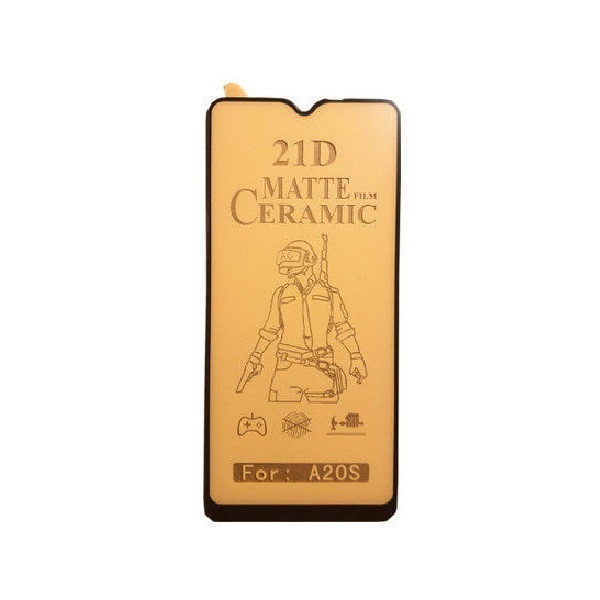 21D
MATTE FILM
CERAMIC
For: A20S